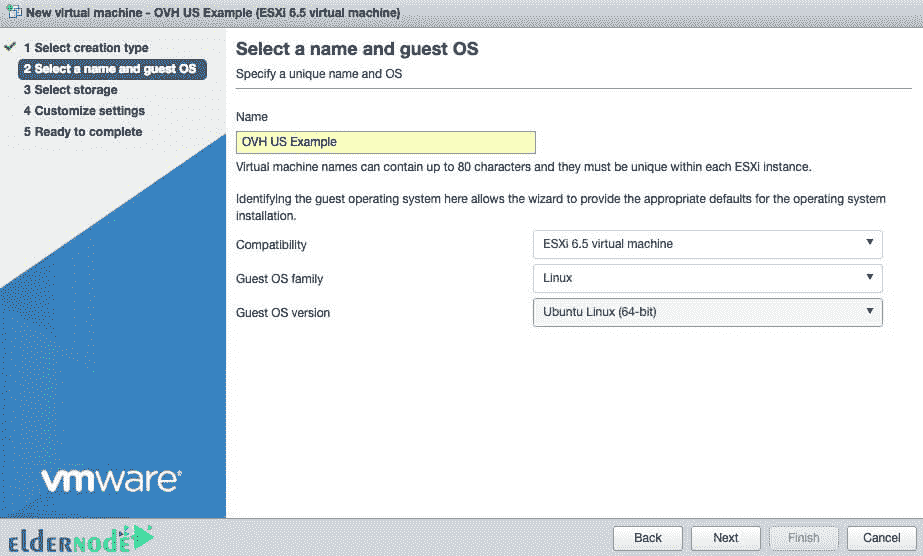 New virtual machine - OVH US Example (ESXi 6.5 virtual machine)
1 Select creation type
2 Select a name and guest OS
3 Select storage
4 Customize settings
5 Ready to complete
Select a name and guest OS
Specify a unique name and OS
Name
OVH US Example
Virtual machine names can contain up to 80 characters and they must be unique within each ESXi instance.
Identifying the guest operating system here allows the wizard to provide the appropriate defaults for the operating system
installation.
Compatibility
ESXi 6.5 virtual machine
Guest OS family
Linux
Guest OS version
Ubuntu Linux (64-bit)
vmware®
ELDERNODE
Back
Next
Finish
Cancel